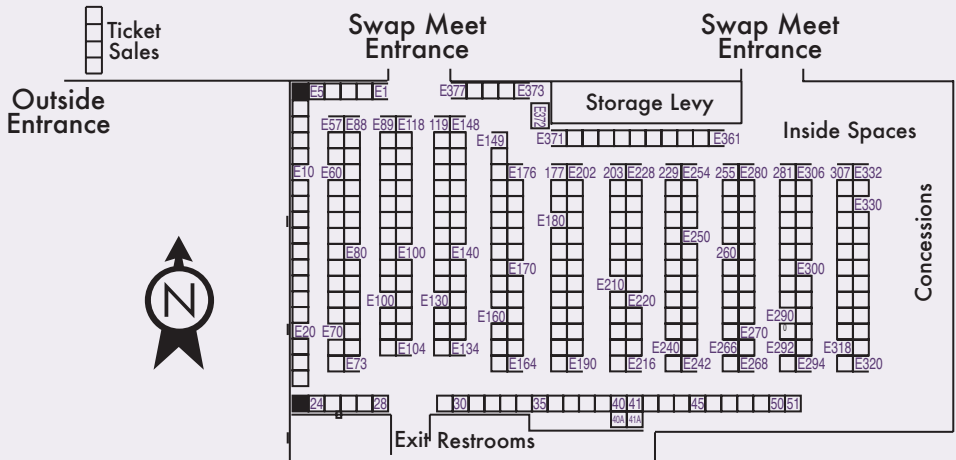 Ticket
Sales
Swap Meet
Entrance
Swap Meet
Entrance
Outside
Entrance
E5 E1 E377 E373
Storage Levy
E372
E371 E361
Inside Spaces
E57 E88 E89 E118 119 E148
E149
E10 E60 E176 177 E202 203 E228 229 E254 255 E280 281 E306 307 E332
E330
E180
E250
E80 E100 E140 260
E170 E300
E210
E100 E130 E220
E160 E290
E20 E70 E270 0
E104 E134 E240 E266 E292 E318
E73 E164 E190 E216 E242 E268 E294 E320
Concessions
N
24 28 30 35 40 41 45 50 51
40A 41A
Exit Restrooms